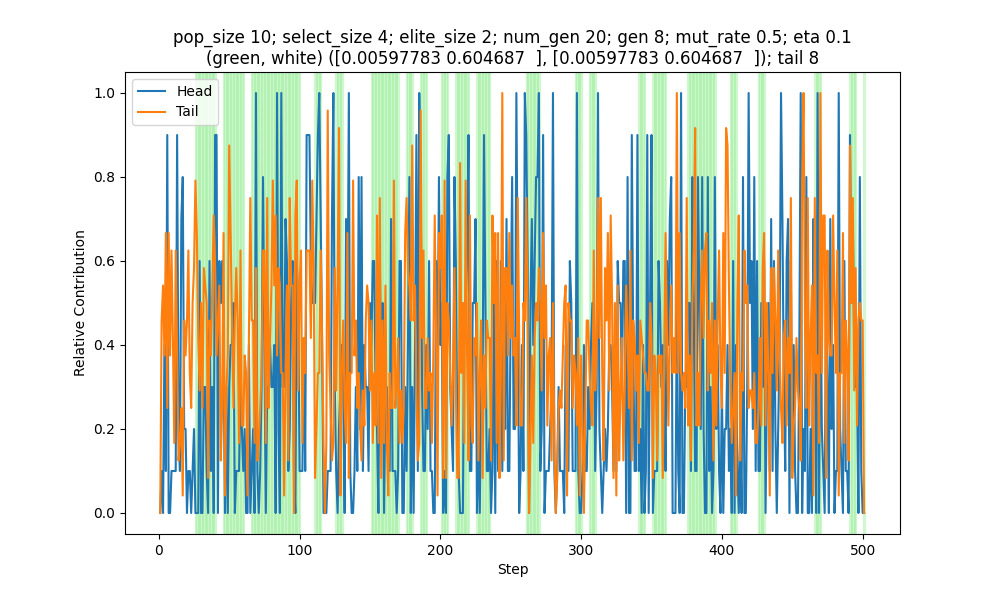 pop_size 10; select_size 4; elite_size 2; num_gen 20; gen 8; mut_rate 0.5; eta 0.1
(green, white) ([0.00597783 0.604687  ], [0.00597783 0.604687  ]); tail 8
Head
Tail
1.0
0.8
0.6
0.4
0.2
0.0
Relative Contribution
0 100 200 300 400 500
Step